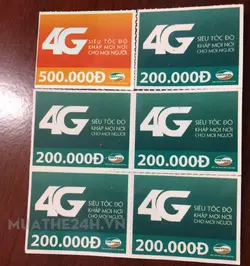 4G SIÊU TỐC ĐỘ
KHẮP MỌI NƠI
CHO MỌI NGƯỜI
500.000Đ
4G SIÊU TỐC ĐỘ
KHẮP MỌI NƠI
CHO MỌI NGƯỜI
200.000Đ
4G SIÊU TỐC ĐỘ
KHẮP MỌI NƠI
CHO MỌI NGƯỜI
200.000Đ
4G SIÊU TỐC ĐỘ
KHẮP MỌI NƠI
CHO MỌI NGƯỜI
200.000Đ
MUATHE24H.VN
4G SIÊU TỐC ĐỘ
KHẮP MỌI NƠI
CHO MỌI NGƯỜI
200.000Đ
4G SIÊU TỐC ĐỘ
KHẮP MỌI NƠI
CHO MỌI NGƯỜI
200.000Đ